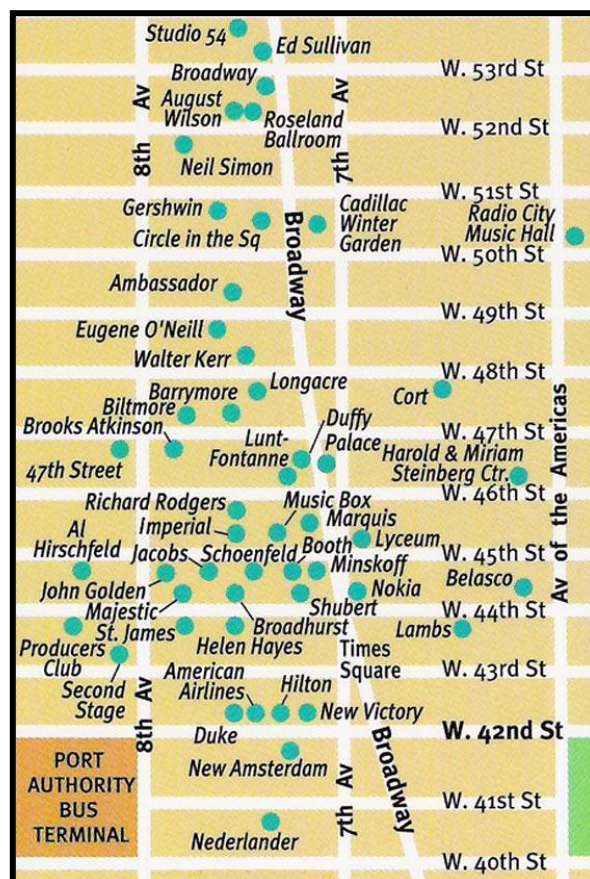 Studio 54
Ed Sullivan
W. 53rd St
Broadway
8th Av
7th Av
August
Wilson
Roseland
Ballroom
W. 52nd St
Neil Simon
W. 51st St
Gershwin
Circle in the Sq
Broadway
Cadillac
Winter
Garden
Radio City
Music Hall
W. 50th St
Ambassador
W. 49th St
Eugene O'Neill
Walter Kerr
W. 48th St
Longacre
Barrymore
Biltmore
Cort
Brooks Atkinson
Duffy
W. 47th St
47th Street
Lunt-
Fontanne
Palace
Harold & Miriam
Steinberg Ctr.
W. 46th St
Av of the Americas
Richard Rodgers
Music Box
Imperial
Marquis
Al
Hirschfeld
Lyceum
W. 45th St
Jacobs
Schoenfeld
Booth
Minskoff
John Golden
Nokia
Belasco
Majestic
Shubert
W. 44th St
St. James
Broadhurst
Helen Hayes
Lambs
Producers
Club
Times
Square
W. 43rd St
Second
Stage
8th Av
American
Airlines
Hilton
New Victory
Duke
W. 42nd St
New Amsterdam
Broadway
PORT
AUTHORITY
BUS
TERMINAL
7th Av
W. 41st St
Nederlander
W. 40th St